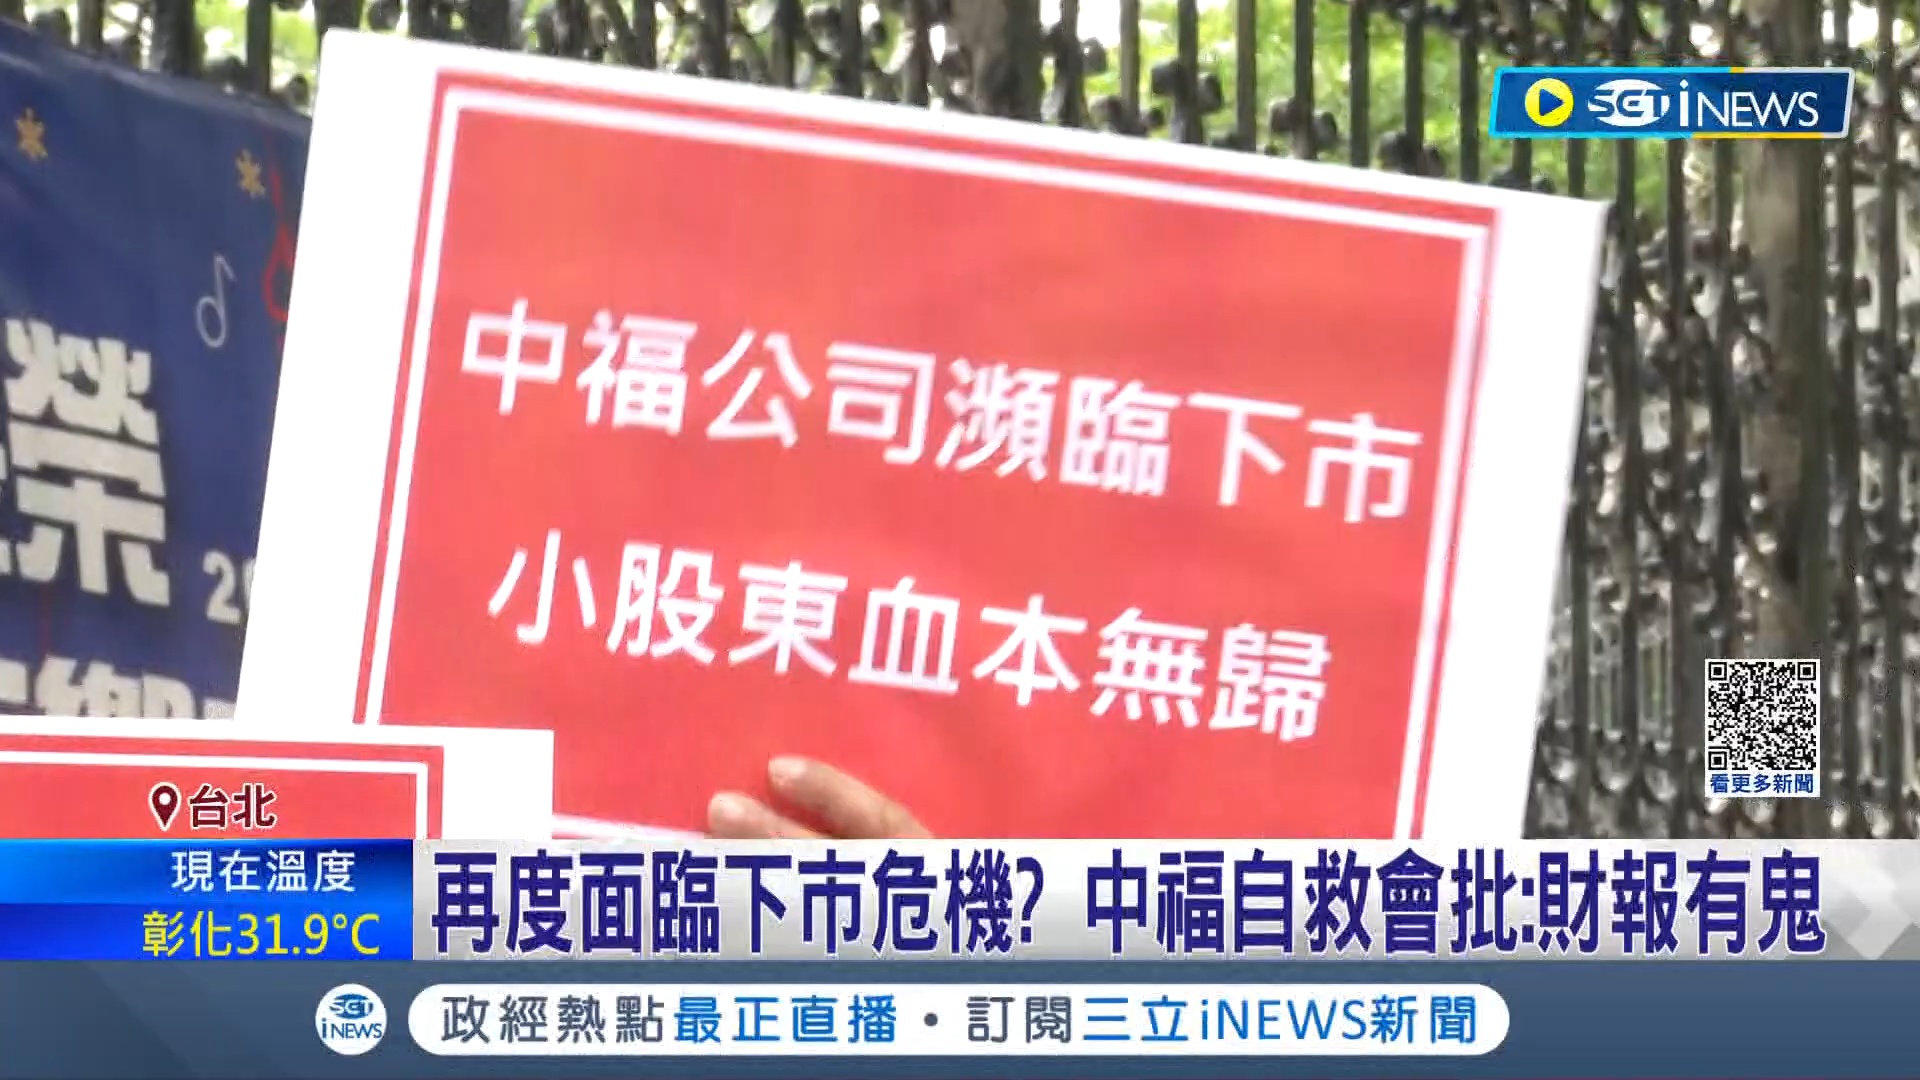 SET iNEWS
中福公司瀕臨下市
小股東血本無歸
榮
看更多新聞
台北
現在溫度
彰化31.9°C
再度面臨下市危機? 中福自救會批:財報有鬼
SET iNEWS
政經熱點最正直播・訂閱三立iNEWS新聞